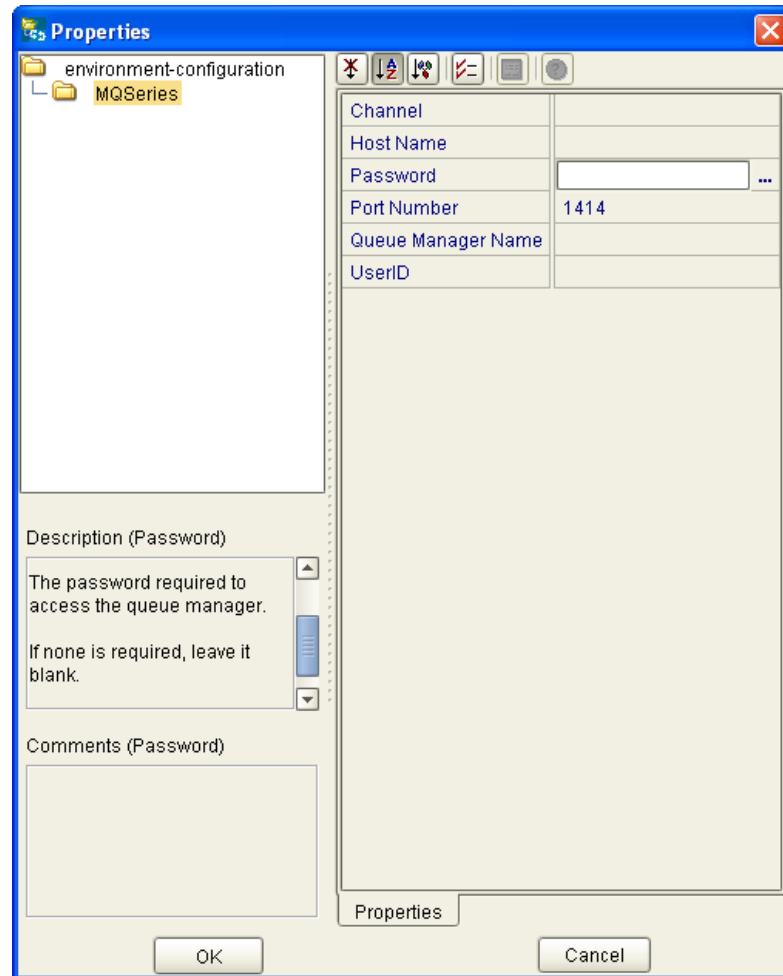 Properties
environment-configuration
MQSeries
Channel
Host Name
Password ...
Port Number 1414
Queue Manager Name
UserID
Description (Password)
The password required to
access the queue manager.
If none is required, leave it
blank.
Comments (Password)
Properties
OK Cancel